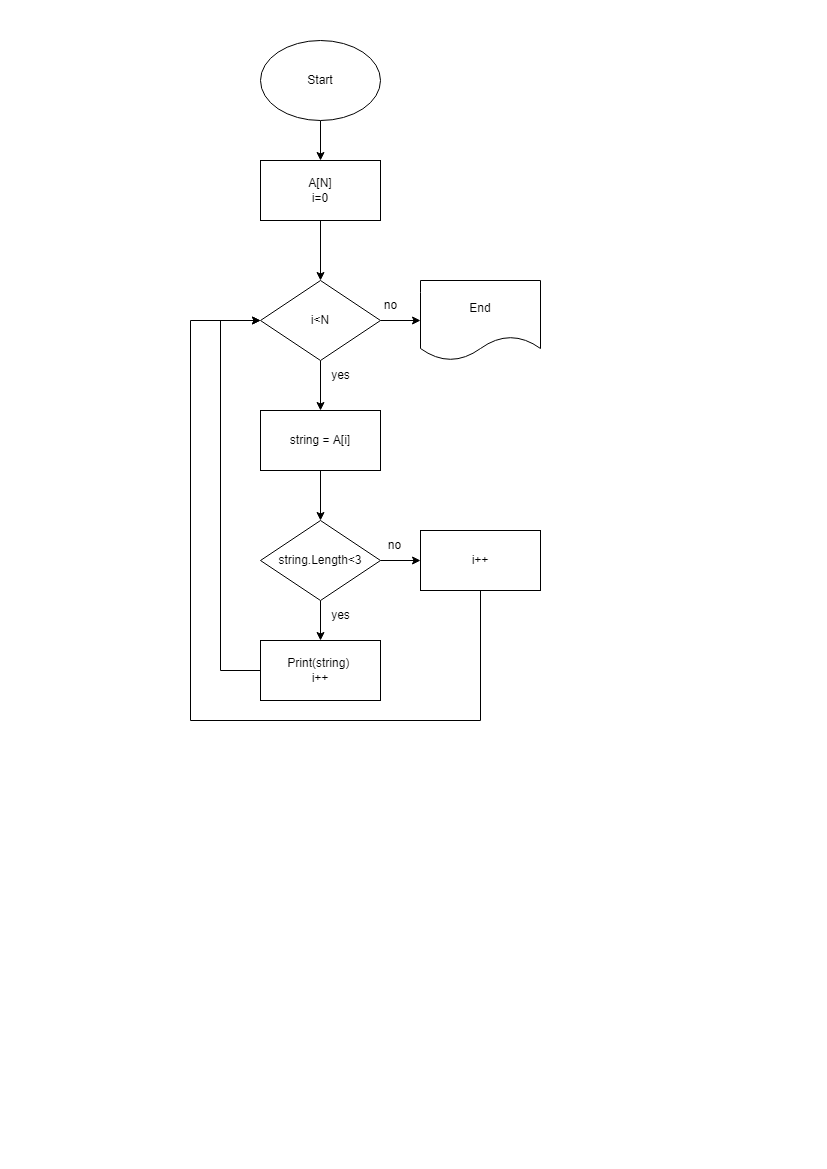 Start
A[N]
i=0
i<N
no
End
yes
string = A[i]
string.Length<3
no
i++
yes
Print(string)
i++